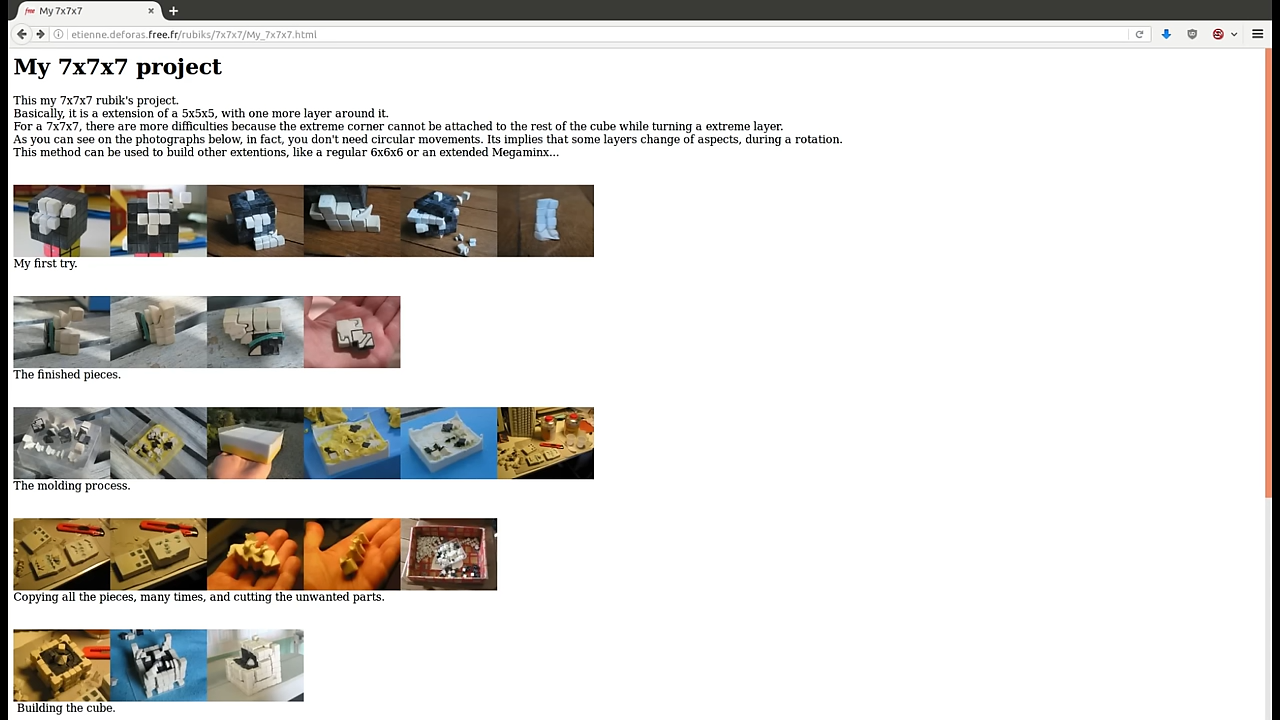 free My 7x7x7
etienne.deforas.free.fr/rubiks/7x7x7/My_7x7x7.html
My 7x7x7 project
This my 7x7x7 rubik's project.
Basically, it is a extension of a 5x5x5, with one more layer around it.
For a 7x7x7, there are more difficulties because the extreme corner cannot be attached to the rest of the cube while turning a extreme layer.
As you can see on the photographs below, in fact, you don't need circular movements. Its implies that some layers change of aspects, during a rotation.
This method can be used to build other extentions, like a regular 6x6x6 or an extended Megaminx...
My first try.
The finished pieces.
The molding process.
Copying all the pieces, many times, and cutting the unwanted parts.
Building the cube.